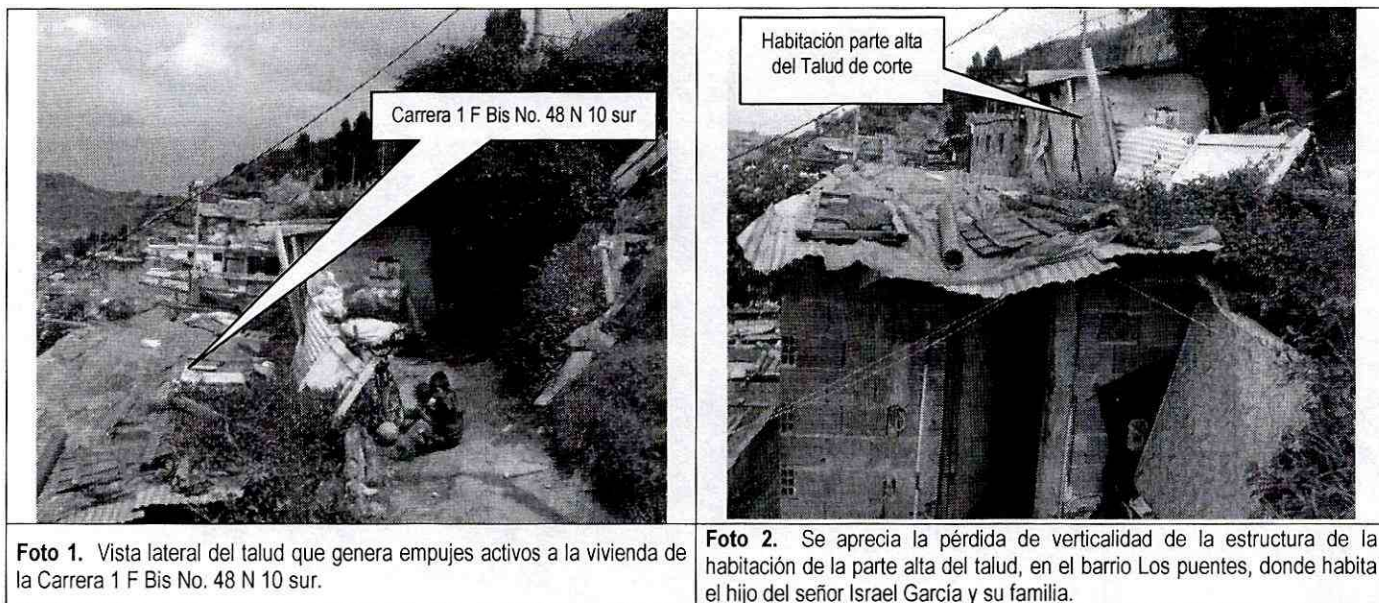 Carrera 1 F Bis No. 48 N 10 sur
Habitación parte alta
del Talud de corte
Foto 1. Vista lateral del talud que genera empujes activos a la vivienda de
la Carrera 1 F Bis No. 48 N 10 sur.
Foto 2. Se aprecia la pérdida de verticalidad de la estructura de la
habitación de la parte alta del talud, en el barrio Los puentes, donde habita
el hijo del señor Israel García y su familia.